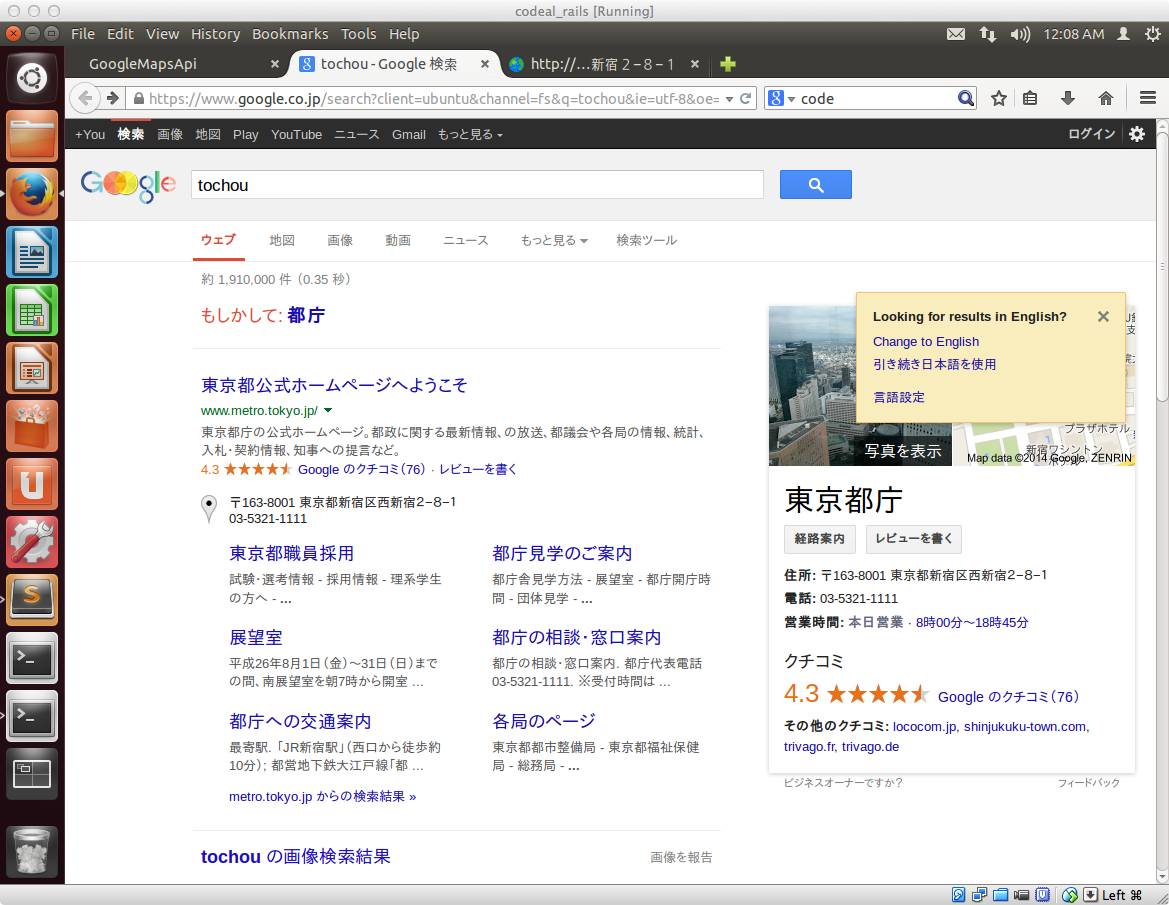 codeal_rails [Running]
File Edit View History Bookmarks Tools Help
12:08 AM
GoogleMapsApi
tochou - Google 検索
http://…新宿２−８−１
https://www.google.co.jp/search?client=ubuntu&channel=fs&q=tochou&ie=utf-8&oe=
code
+You 検索 画像 地図 Play YouTube ニュース Gmail もっと見る
ログイン
Google
tochou
ウェブ 地図 画像 動画 ニュース もっと見る 検索ツール
約 1,910,000 件 （0.35 秒）
もしかして: 都庁
東京都公式ホームページへようこそ
www.metro.tokyo.jp/
東京都庁の公式ホームページ。都政に関する最新情報、の放送、都議会や各局の情報、統計、
入札・契約情報、知事への提言など。
4.3 Google のクチコミ（76） · レビューを書く
〒163-8001 東京都新宿区西新宿２−８−１
03-5321-1111
東京都職員採用
試験・選考情報 - 採用情報 - 理系学生
の方へ - ...
都庁見学のご案内
都庁舎見学方法 - 展望室 - 都庁開庁時
間 - 団体見学 - ...
展望室
平成26年8月1日（金）～31日（日）まで
の間、南展望室を朝7時から開室 ...
都庁の相談・窓口案内
都庁の相談・窓口案内. 都庁代表電話
03-5321-1111. ※受付時間は ...
都庁への交通案内
最寄駅. 「JR新宿駅」（西口から徒歩約
10分）; 都営地下鉄大江戸線「都 ...
各局のページ
東京都都市整備局 - 東京都福祉保健
局 - 総務局 - ...
metro.tokyo.jp からの検索結果 »
tochou の画像検索結果
画像を報告
Looking for results in English?
Change to English
引き続き日本語を使用
言語設定
写真を表示
プラザホテル
新宿ワシントン
ホテル
Map data ©2014 Google, ZENRIN
東京都庁
経路案内 レビューを書く
住所: 〒163-8001 東京都新宿区西新宿２−８−１
電話: 03-5321-1111
営業時間: 本日営業 · 8時00分～18時45分
クチコミ
4.3 Google のクチコミ（76）
その他のクチコミ: lococom.jp, shinjukuku-town.com,
trivago.fr, trivago.de
ビジネスオーナーですか？
フィードバック
Left ⌘